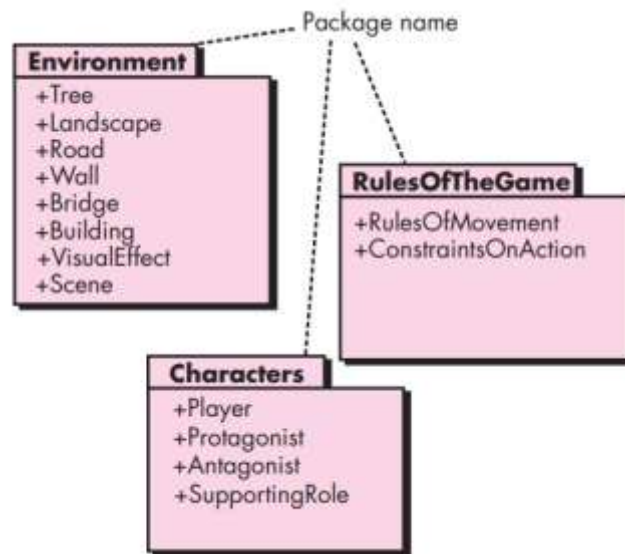 Package name
Environment
+Tree
+Landscape
+Road
+Wall
+Bridge
+Building
+VisualEffect
+Scene
RulesOfTheGame
+RulesOfMovement
+ConstraintsOnAction
Characters
+Player
+Protagonist
+Antagonist
+SupportingRole